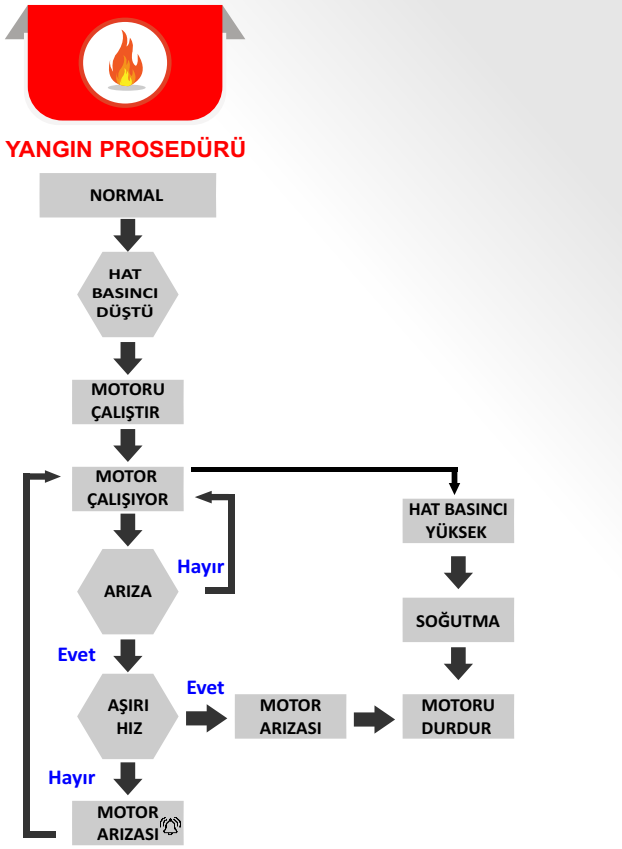 YANGIN PROSEDÜRÜ
NORMAL
HAT
BASINCI
DÜŞTÜ
MOTORU
ÇALIŞTIR
MOTOR
ÇALIŞIYOR
HAT BASINCI
YÜKSEK
Hayır
ARIZA
SOĞUTMA
Evet
AŞIRI
HIZ
Evet
MOTOR
ARIZASI
MOTORU
DURDUR
Hayır
MOTOR
ARIZASI